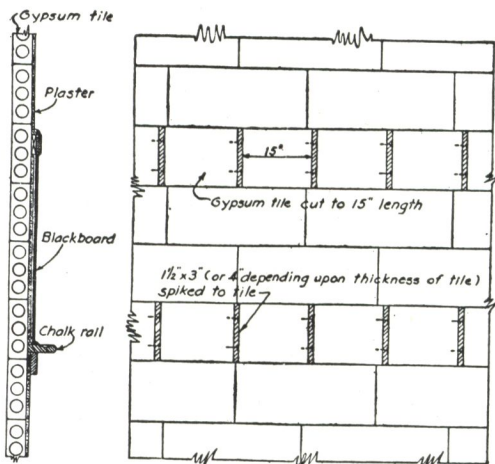 Gypsum tile
Plaster
15"
Gypsum tile cut to 15" length
Blackboard
1½"x3" (or 4" depending upon thickness of tile)
spiked to tile
Chalk rail